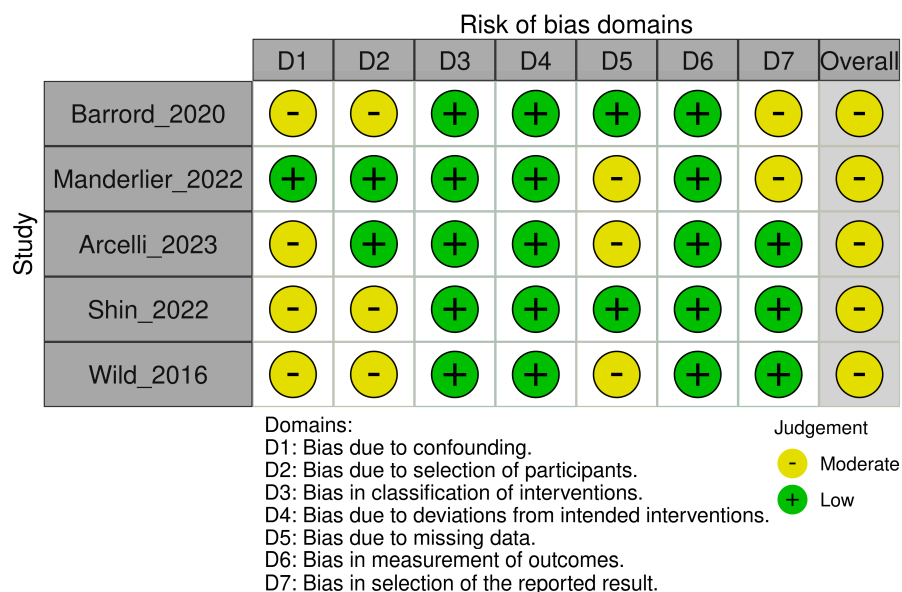 Risk of bias domains
D1 D2 D3 D4 D5 D6 D7 Overall
Study
Barrord_2020 - - + + + + - -
Manderlier_2022 + + + + - + - -
Arcelli_2023 - + + + - + + -
Shin_2022 - - + + + + + -
Wild_2016 - - + + - + + -
Domains:
D1: Bias due to confounding.
D2: Bias due to selection of participants.
D3: Bias in classification of interventions.
D4: Bias due to deviations from intended interventions.
D5: Bias due to missing data.
D6: Bias in measurement of outcomes.
D7: Bias in selection of the reported result.
Judgement
- Moderate
+ Low